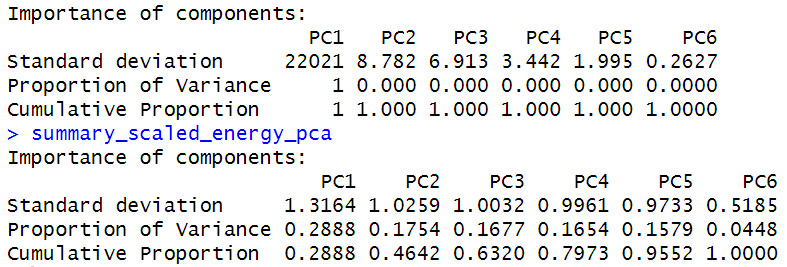 Importance of components:
PC1 PC2 PC3 PC4 PC5 PC6
Standard deviation 22021 8.782 6.913 3.442 1.995 0.2627
Proportion of Variance 1 0.000 0.000 0.000 0.000 0.0000
Cumulative Proportion 1 1.000 1.000 1.000 1.000 1.0000
> summary_scaled_energy_pca
Importance of components:
PC1 PC2 PC3 PC4 PC5 PC6
Standard deviation 1.3164 1.0259 1.0032 0.9961 0.9733 0.5185
Proportion of Variance 0.2888 0.1754 0.1677 0.1654 0.1579 0.0448
Cumulative Proportion 0.2888 0.4642 0.6320 0.7973 0.9552 1.0000